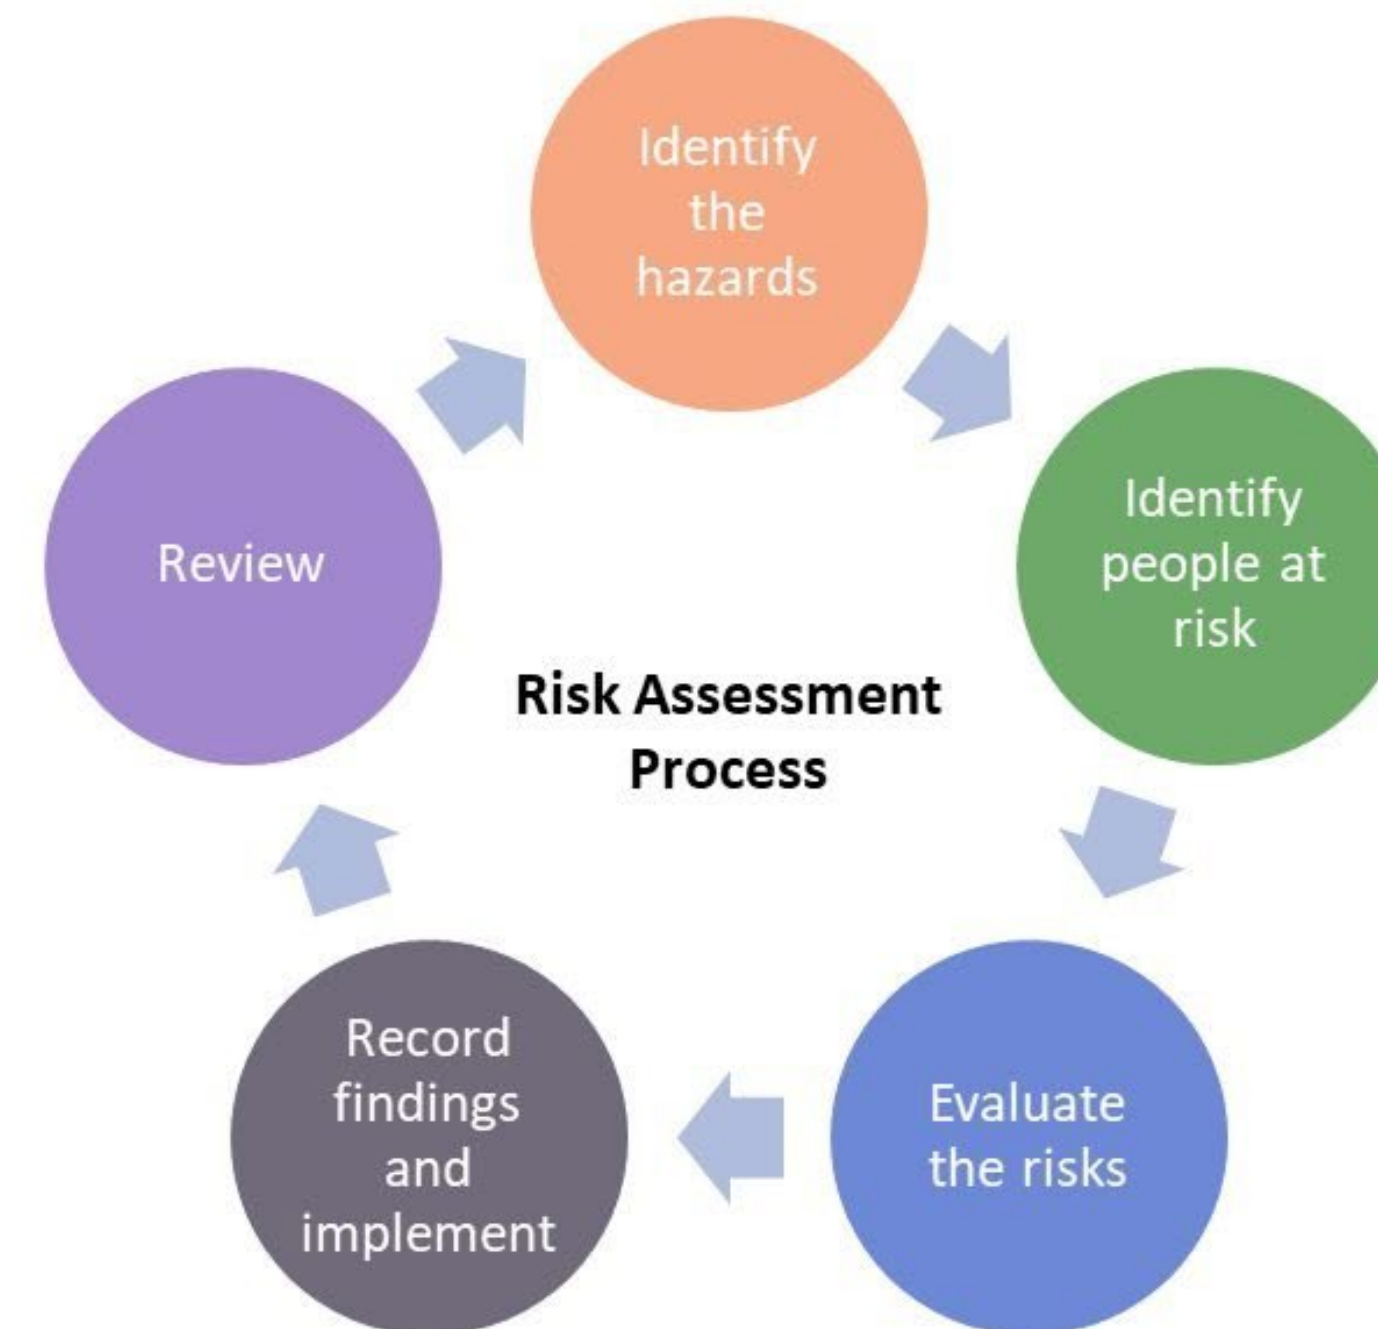 Identify
the
hazards
Identify
people at
risk
Evaluate
the risks
Record
findings
and
implement
Review
Risk Assessment
Process